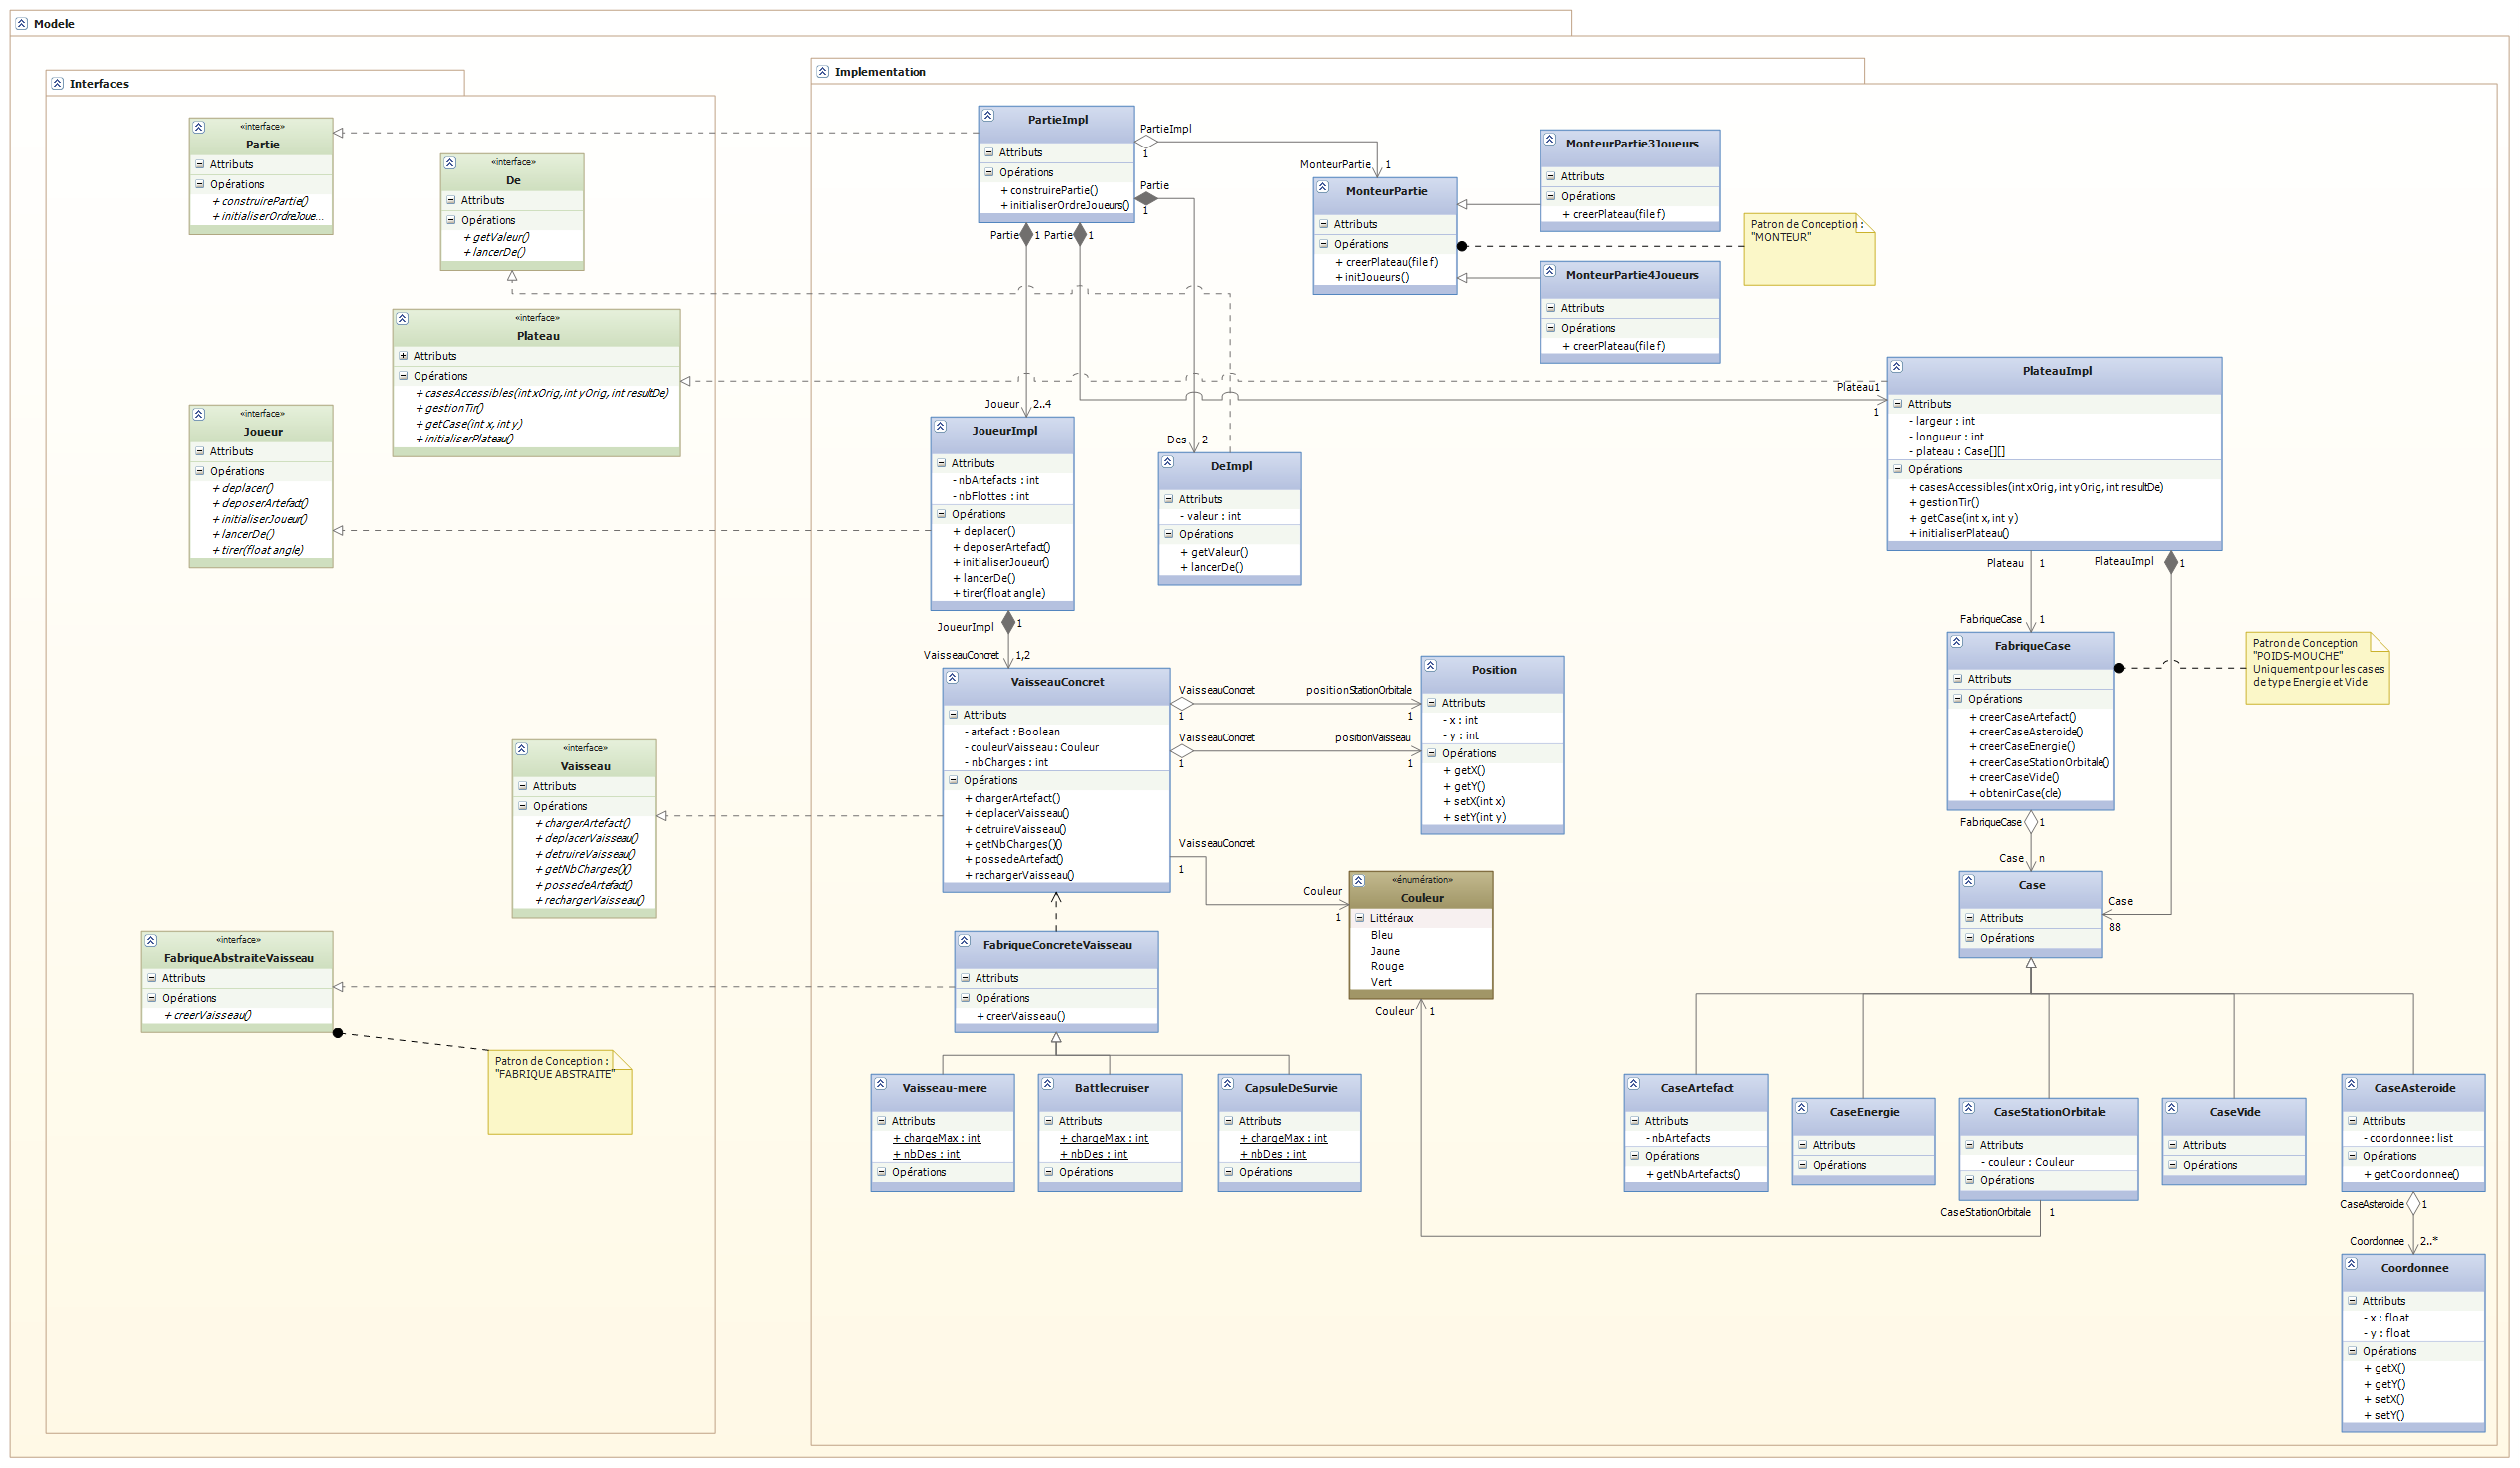 Modele
Interfaces
«interface»
Partie
Attributs
Opérations
+ construirePartie()
+ initialiserOrdreJoue...
«interface»
De
Attributs
Opérations
+ getValeur()
+ lancerDe()
«interface»
Plateau
Attributs
Opérations
+ casesAccessibles(int xOrig, int yOrig, int resultDe)
+ gestionTir()
+ getCase(int x, int y)
+ initialiserPlateau()
«interface»
Joueur
Attributs
Opérations
+ deplacer()
+ deposerArtefact()
+ initialiserJoueur()
+ lancerDe()
+ tirer(float angle)
«interface»
Vaisseau
Attributs
Opérations
+ chargerArtefact()
+ deplacerVaisseau()
+ detruireVaisseau()
+ getNbCharges()()
+ possedeArtefact()
+ rechargerVaisseau()
«interface»
FabriqueAbstraiteVaisseau
Attributs
Opérations
+ creerVaisseau()
Patron de Conception :
"FABRIQUE ABSTRAITE"
Implementation
PartieImpl
Attributs
Opérations
+ construirePartie()
+ initialiserOrdreJoueurs()
PartieImpl
1
MonteurPartie
1
Partie
1
Partie
1
Partie
1
MonteurPartie
Attributs
Opérations
+ creerPlateau(file f)
+ initJoueurs()
MonteurPartie3Joueurs
Attributs
Opérations
+ creerPlateau(file f)
MonteurPartie4Joueurs
Attributs
Opérations
+ creerPlateau(file f)
Patron de Conception :
"MONTEUR"
Joueur
2..4
JoueurImpl
Attributs
- nbArtefacts : int
- nbFlottes : int
Opérations
+ deplacer()
+ deposerArtefact()
+ initialiserJoueur()
+ lancerDe()
+ tirer(float angle)
Des
2
DeImpl
Attributs
- valeur : int
Opérations
+ getValeur()
+ lancerDe()
Plateau1
1
PlateauImpl
Attributs
- largeur : int
- longueur : int
- plateau : Case[][]
Opérations
+ casesAccessibles(int xOrig, int yOrig, int resultDe)
+ gestionTir()
+ getCase(int x, int y)
+ initialiserPlateau()
Plateau
1
PlateauImpl
1
FabriqueCase
1
FabriqueCase
Attributs
Opérations
+ creerCaseArtefact()
+ creerCaseAsteroide()
+ creerCaseEnergie()
+ creerCaseStationOrbitale()
+ creerCaseVide()
+ obtenirCase(cle)
Patron de Conception
"POIDS-MOUCHE"
Uniquement pour les cases
de type Energie et Vide
FabriqueCase
1
Case
n
Case
Attributs
Opérations
Case
88
JoueurImpl
1
VaisseauConcret
1,2
VaisseauConcret
Attributs
- artefact : Boolean
- couleurVaisseau : Couleur
- nbCharges : int
Opérations
+ chargerArtefact()
+ deplacerVaisseau()
+ detruireVaisseau()
+ getNbCharges()()
+ possedeArtefact()
+ rechargerVaisseau()
VaisseauConcret
1
positionStationOrbitale
1
VaisseauConcret
1
positionVaisseau
1
VaisseauConcret
1
Position
Attributs
- x : int
- y : int
Opérations
+ getX()
+ getY()
+ setX(int x)
+ setY(int y)
Couleur
1
«énumération»
Couleur
Littéraux
Bleu
Jaune
Rouge
Vert
Couleur
1
FabriqueConcreteVaisseau
Attributs
Opérations
+ creerVaisseau()
Vaisseau-mere
Attributs
+ chargeMax : int
+ nbDes : int
Opérations
Battlecruiser
Attributs
+ chargeMax : int
+ nbDes : int
Opérations
CapsuleDeSurvie
Attributs
+ chargeMax : int
+ nbDes : int
Opérations
CaseArtefact
Attributs
- nbArtefacts
Opérations
+ getNbArtefacts()
CaseEnergie
Attributs
Opérations
CaseStationOrbitale
Attributs
- couleur : Couleur
Opérations
CaseStationOrbitale
1
CaseVide
Attributs
Opérations
CaseAsteroide
Attributs
- coordonnee: list
Opérations
+ getCoordonnee()
CaseAsteroide
1
Coordonnee
2..*
Coordonnee
Attributs
- x : float
- y : float
Opérations
+ getX()
+ getY()
+ setX()
+ setY()